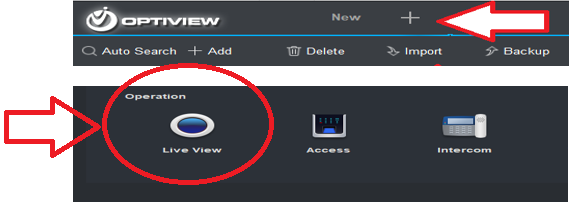 OPTIVIEW New +
Auto Search + Add Delete Import Backup
Operation
Live View Access Intercom